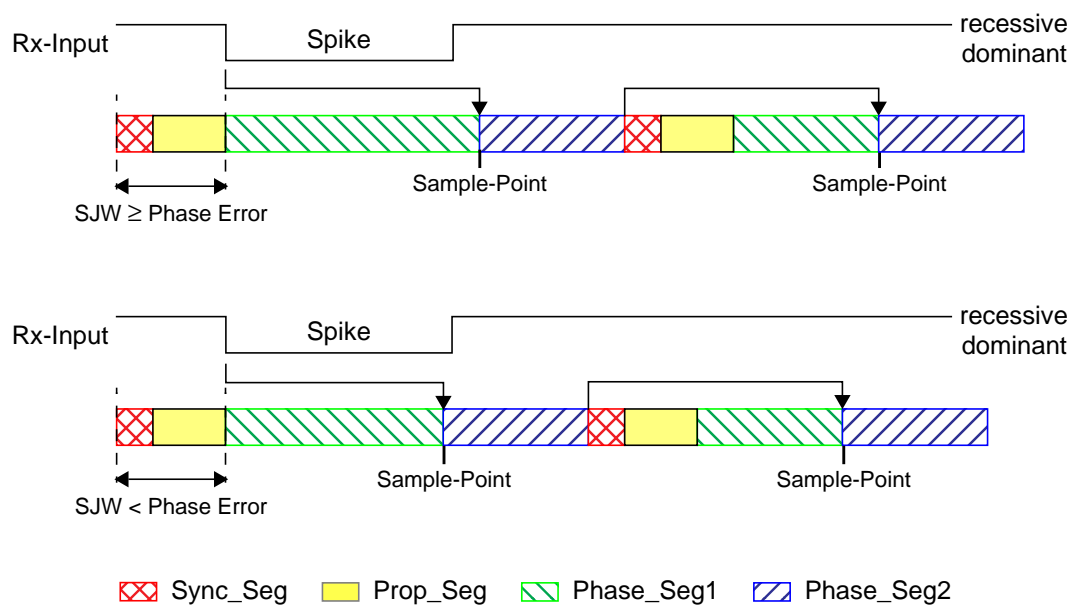 recessive
Rx-Input
Spike
dominant
Sample-Point
Sample-Point
SJW ≥ Phase Error
recessive
Rx-Input
Spike
dominant
Sample-Point
Sample-Point
SJW < Phase Error
Sync_Seg
Prop_Seg
Phase_Seg1
Phase_Seg2